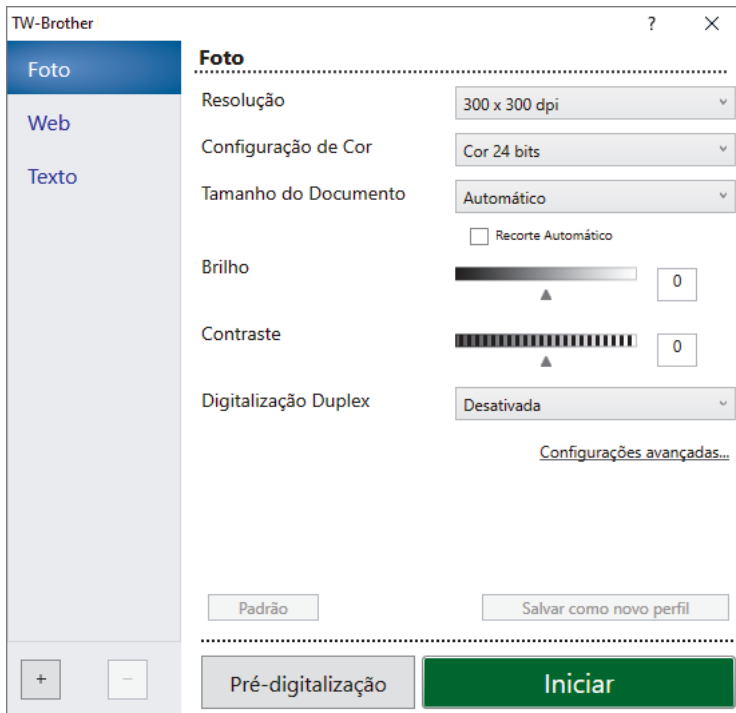 TW-Brother
?
Foto
Web
Texto
Foto
Resolução
300 x 300 dpi
Configuração de Cor
Cor 24 bits
Tamanho do Documento
Automático
Recorte Automático
Brilho
0
Contraste
0
Digitalização Duplex
Desativada
Configurações avançadas...
Padrão
Salvar como novo perfil
+
−
Pré-digitalização
Iniciar